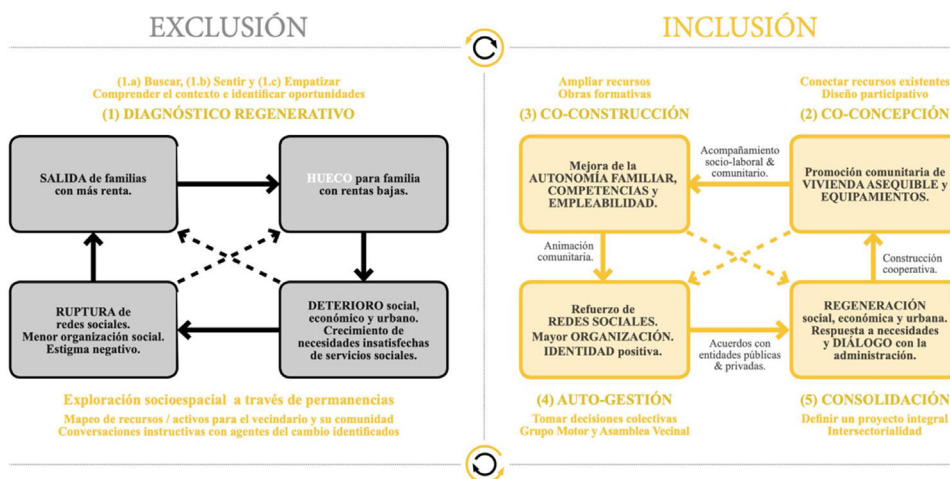 EXCLUSIÓN
(1.a) Buscar, (1.b) Sentir y (1.c) Empatizar
Comprender el contexto e identificar oportunidades
(1) DIAGNÓSTICO REGENERATIVO
SALIDA de familias
con más renta.
HUECO para familia
con rentas bajas.
RUPTURA de
redes sociales.
Menor organización social.
Estigma negativo.
DETERIORO social,
económico y urbano.
Crecimiento de
necesidades insatisfechas
de servicios sociales.
Exploración socioespacial a través de permanencias
Mapeo de recursos / activos para el vecindario y su comunidad
Conversaciones instructivas con agentes del cambio identificados
INCLUSIÓN
Ampliar recursos
Obras formativas
(3) CO-CONSTRUCCIÓN
Conectar recursos existentes
Diseño participativo
(2) CO-CONCEPCIÓN
Mejora de la
AUTONOMÍA FAMILIAR,
COMPETENCIAS y
EMPLEABILIDAD.
Acompañamiento
socio-laboral &
comunitario.
Promoción comunitaria de
VIVIENDA ASEQUIBLE y
EQUIPAMIENTOS.
Animación
comunitaria.
Construcción
cooperativa.
Refuerzo de
REDES SOCIALES.
Mayor ORGANIZACIÓN.
IDENTIDAD positiva.
Acuerdos con
entidades públicas
& privadas.
REGENERACIÓN
social, económica y urbana.
Respuesta a necesidades
y DIÁLOGO con la
administración.
(4) AUTO-GESTIÓN
Tomar decisiones colectivas
Grupo Motor y Asamblea Vecinal
(5) CONSOLIDACIÓN
Definir un proyecto integral
Intersectorialidad